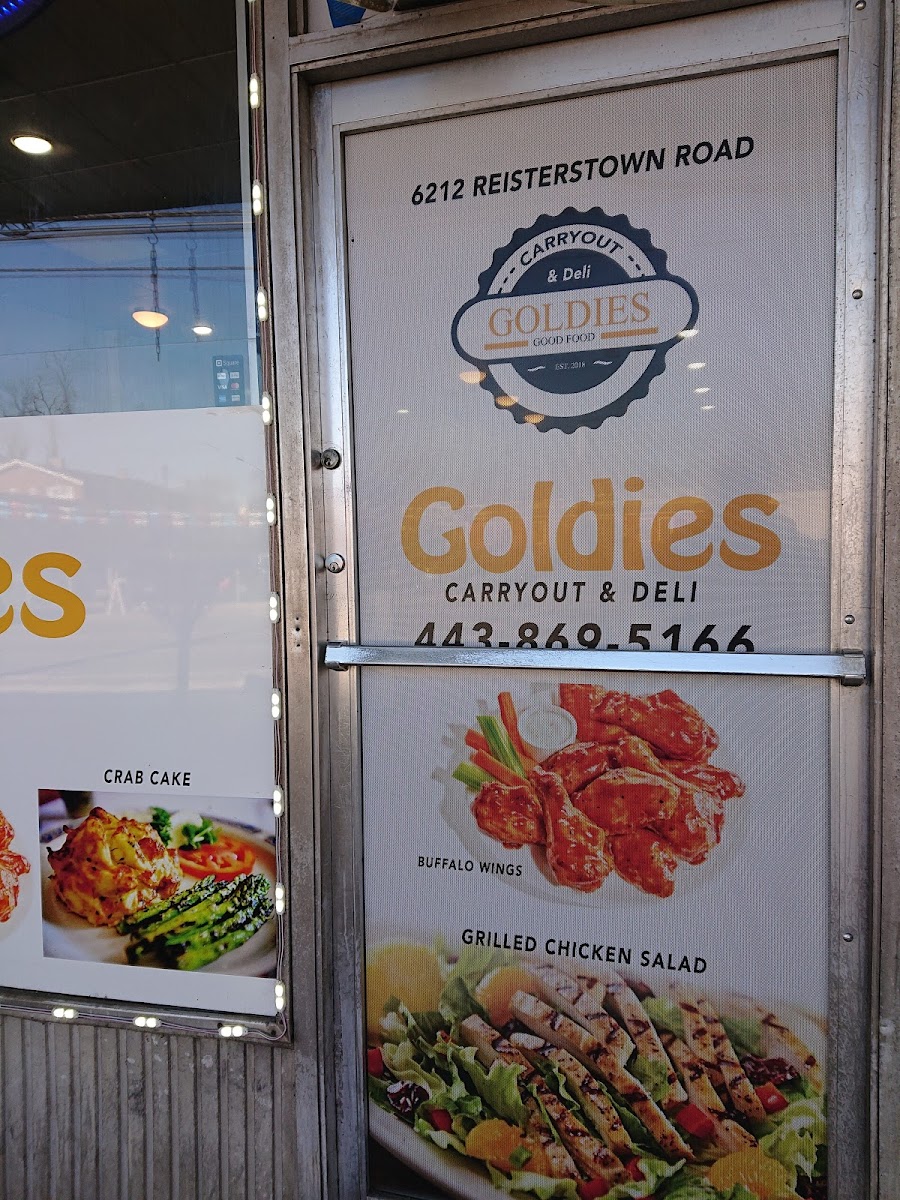 6212 REISTERSTOWN ROAD
CARRYOUT
& Deli
GOLDIES
GOOD FOOD
EST. 2018
Goldies
CARRYOUT & DELI
443-869-5166
BUFFALO WINGS
GRILLED CHICKEN SALAD
es
CRAB CAKE